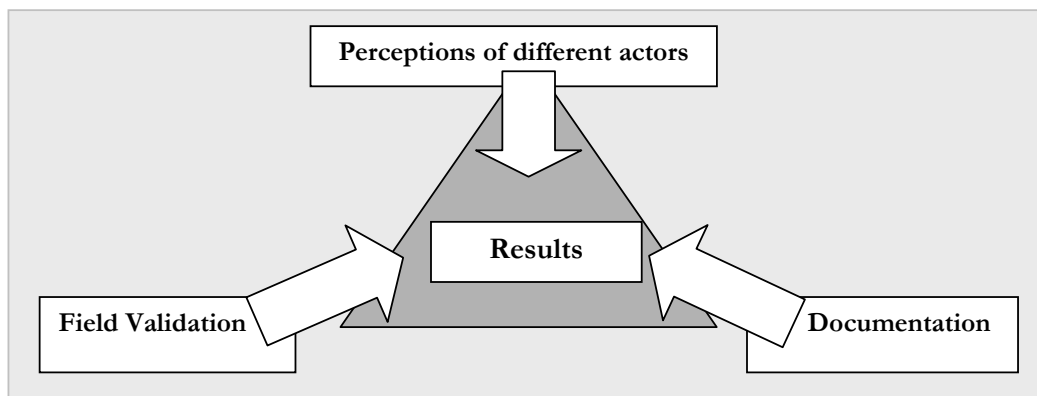 Perceptions of different actors
Results
Field Validation
Documentation